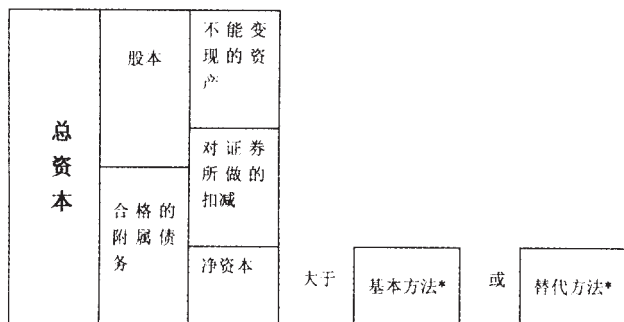 总
资
本
股本
合格的
附属债
务
不能变
现的资
产
对证券
所做的
扣减
净资本
大于
基本方法*
或
替代方法*